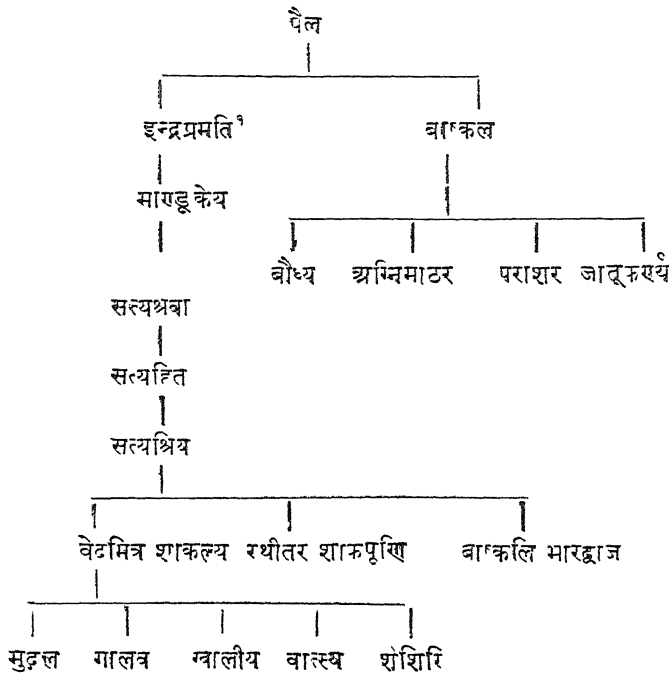 पैल
इन्द्रप्रमति१ बाष्कल
माण्डूकेय
बौध्य अग्निमाठर पराशर जातूकर्ण्य
सत्यश्रवा
सत्यहित
सत्यश्रिय
वेदमित्र शाकल्य रथीतर शाकपूणि बाष्कलि भारद्वाज
मुद्गल गालव वात्स्य शैशिरि